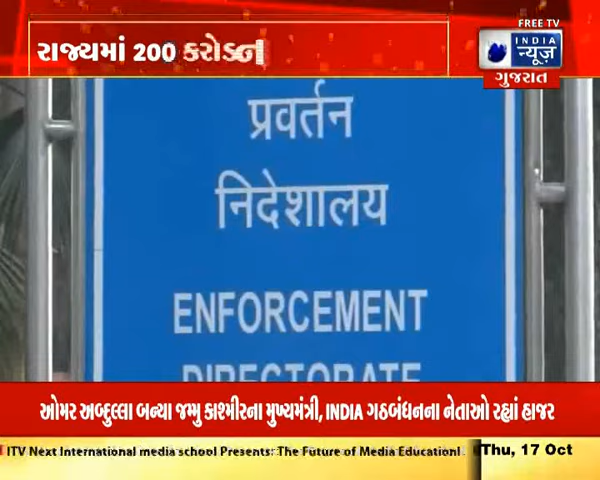 FREE TV
રાજ્યમાં 200 કરોડના
INDIA
न्यूज़
ગુજરાત
प्रवर्तन
निदेशालय
ENFORCEMENT
DIRECTORATE
ઓમર અબ્દુલ્લા બન્યા જમ્મુ કાશ્મીરના મુખ્યમંત્રી, INDIA ગઠબંધનના નેતાઓ રહ્યાં હાજર
ITV Next International media school Presents: The Future of Media Education!
Thu, 17 Oct